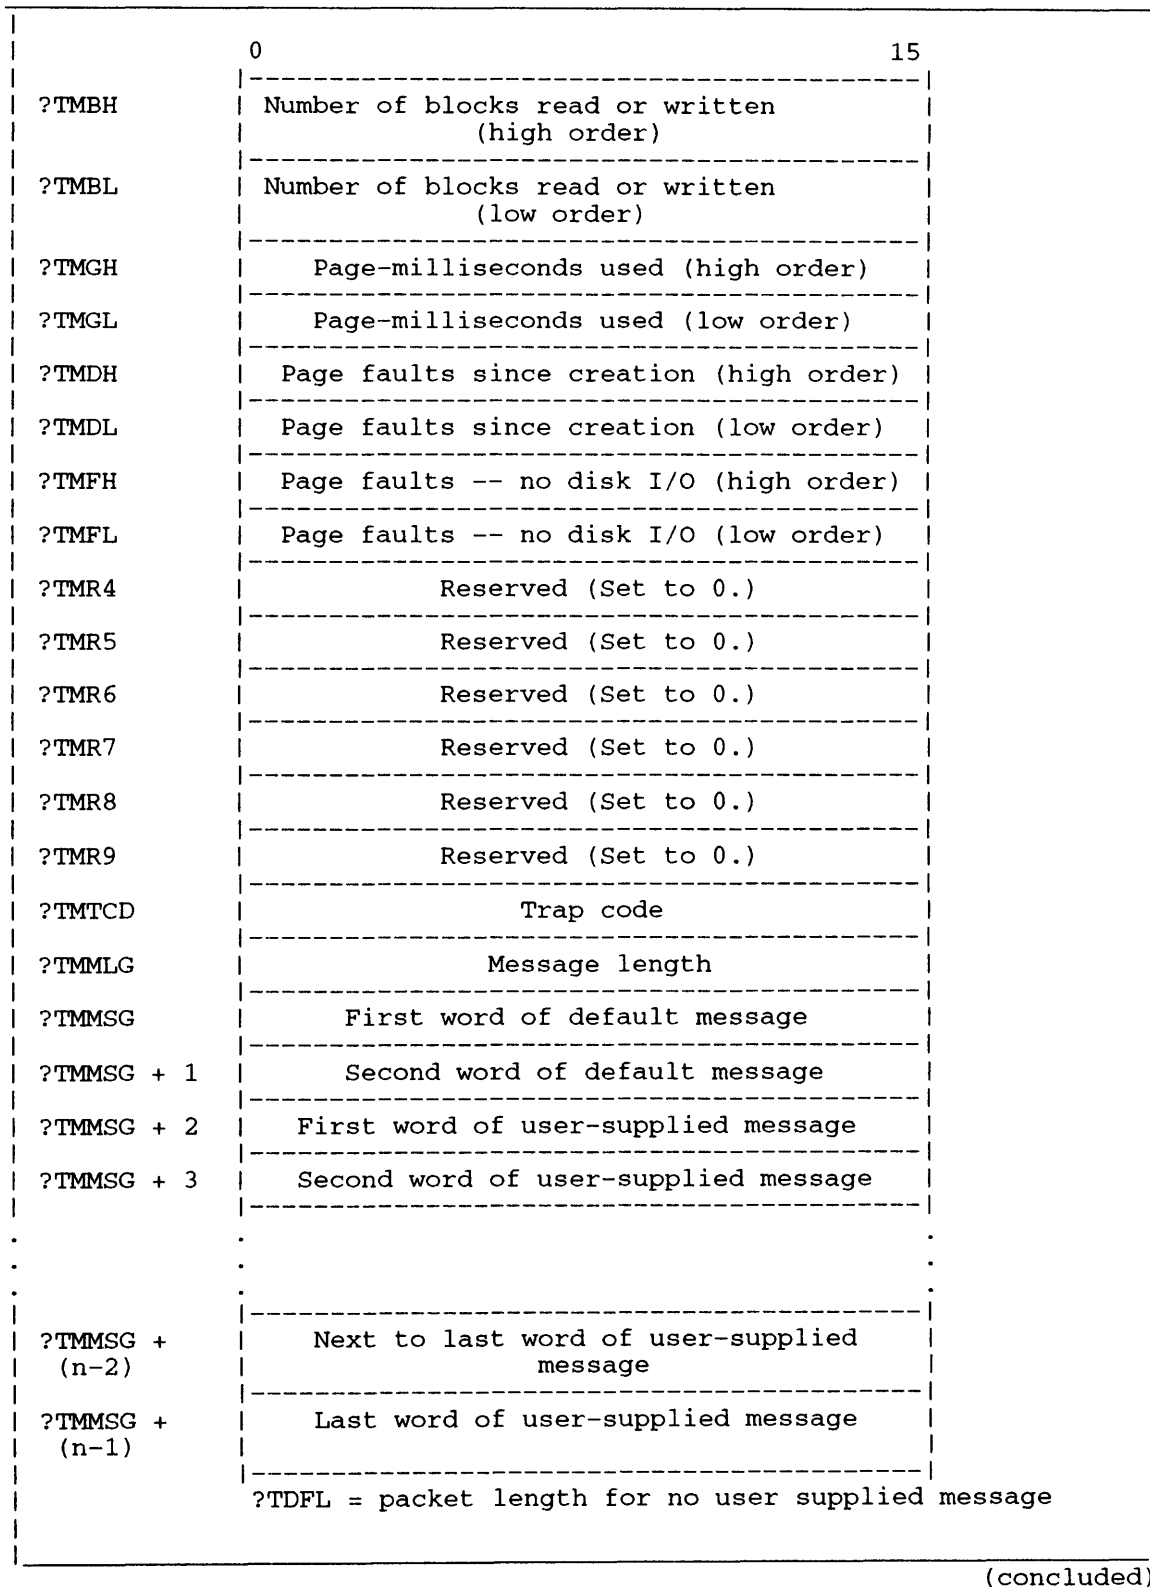 0 15
?TMBH Number of blocks read or written
(high order)
?TMBL Number of blocks read or written
(low order)
?TMGH Page-milliseconds used (high order)
?TMGL Page-milliseconds used (low order)
?TMDH Page faults since creation (high order)
?TMDL Page faults since creation (low order)
?TMFH Page faults -- no disk I/O (high order)
?TMFL Page faults -- no disk I/O (low order)
?TMR4 Reserved (Set to 0.)
?TMR5 Reserved (Set to 0.)
?TMR6 Reserved (Set to 0.)
?TMR7 Reserved (Set to 0.)
?TMR8 Reserved (Set to 0.)
?TMR9 Reserved (Set to 0.)
?TMTCD Trap code
?TMMLG Message length
?TMMSG First word of default message
?TMMSG + 1 Second word of default message
?TMMSG + 2 First word of user-supplied message
?TMMSG + 3 Second word of user-supplied message
?TMMSG + Next to last word of user-supplied
(n-2) message
?TMMSG + Last word of user-supplied message
(n-1)
?TDFL = packet length for no user supplied message
(concluded)